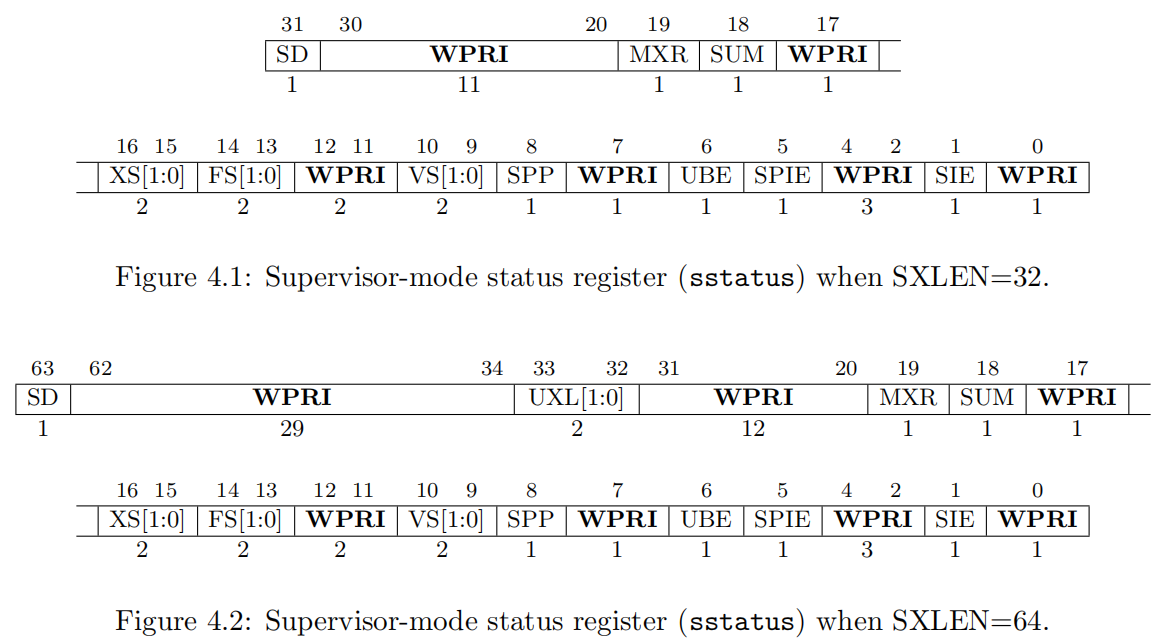 31 30 20 19 18 17
SD WPRI MXR SUM WPRI
1 11 1 1 1
16 15 14 13 12 11 10 9 8 7 6 5 4 2 1 0
XS[1:0] FS[1:0] WPRI VS[1:0] SPP WPRI UBE SPIE WPRI SIE WPRI
2 2 2 2 1 1 1 1 3 1 1
Figure 4.1: Supervisor-mode status register (sstatus) when SXLEN=32.
63 62 34 33 32 31 20 19 18 17
SD WPRI UXL[1:0] WPRI MXR SUM WPRI
1 29 2 12 1 1 1
16 15 14 13 12 11 10 9 8 7 6 5 4 2 1 0
XS[1:0] FS[1:0] WPRI VS[1:0] SPP WPRI UBE SPIE WPRI SIE WPRI
2 2 2 2 1 1 1 1 3 1 1
Figure 4.2: Supervisor-mode status register (sstatus) when SXLEN=64.